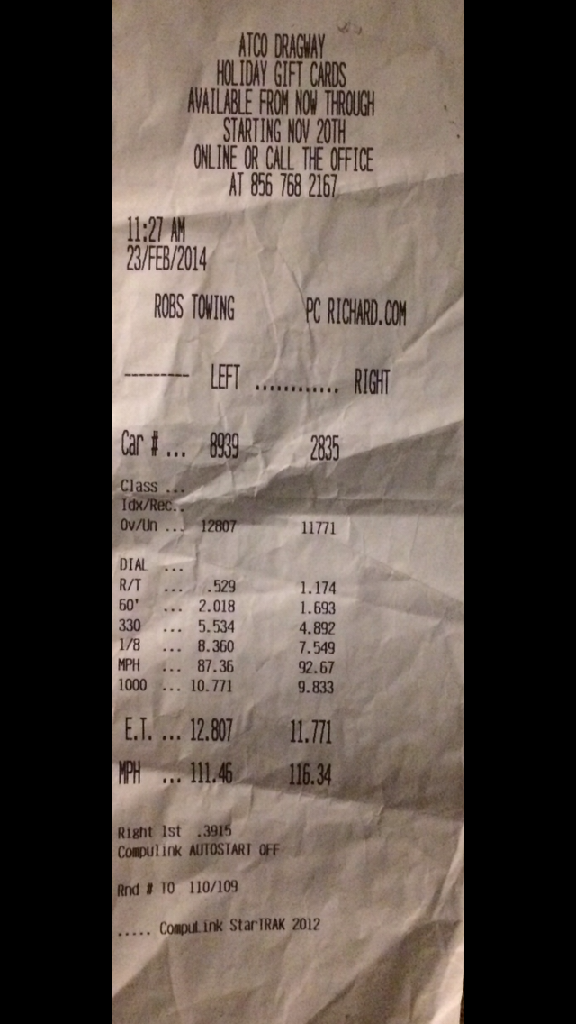 ATCO DRAGWAY
HOLIDAY GIFT CARDS
AVAILABLE FROM NOW THROUGH
STARTING NOV 20TH
ONLINE OR CALL THE OFFICE
AT 856 768 2167
11:27 AM
23/FEB/2014
ROBS TOWING PC RICHARD.COM
--------- LEFT ............ RIGHT
Car # ... 8939 2835
Class ...
Idx/Rec..
Ov/Un ... 12807 11771
DIAL ...
R/T ... .529 1.174
60' ... 2.018 1.693
330 ... 5.534 4.892
1/8 ... 8.360 7.549
MPH ... 87.36 92.67
1000 ... 10.771 9.833
E.T. ... 12.807 11.771
MPH ... 111.46 116.34
Right 1st .3915
CompuLink AUTOSTART OFF
Rnd # TO 110/109
..... CompuLink StarTRAK 2012